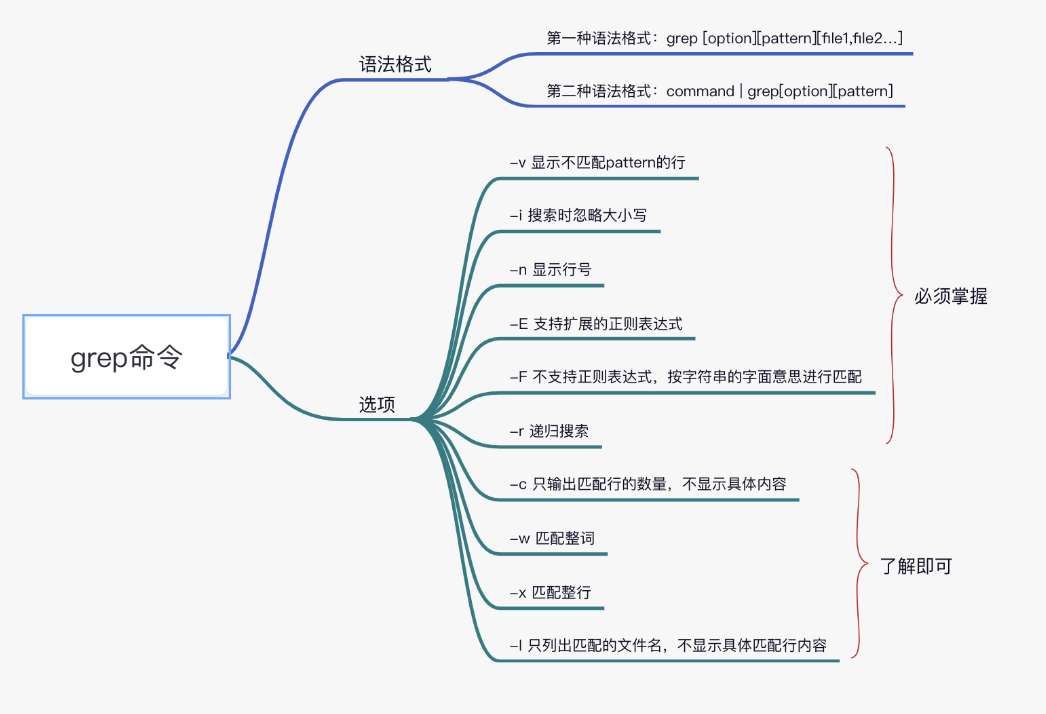 grep命令
语法格式
第一种语法格式：grep [option][pattern][file1,file2...]
第二种语法格式：command | grep[option][pattern]
选项
-v 显示不匹配pattern的行
-i 搜索时忽略大小写
-n 显示行号
-E 支持扩展的正则表达式
-F 不支持正则表达式，按字符串的字面意思进行匹配
-r 递归搜索
必须掌握
-c 只输出匹配行的数量，不显示具体内容
-w 匹配整词
-x 匹配整行
-l 只列出匹配的文件名，不显示具体匹配行内容
了解即可